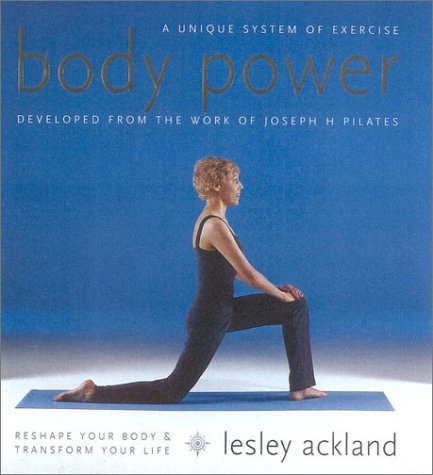 A UNIQUE SYSTEM OF EXERCISE
body power
DEVELOPED FROM THE WORK OF JOSEPH H PILATES
RESHAPE YOUR BODY &
TRANSFORM YOUR LIFE
lesley ackland